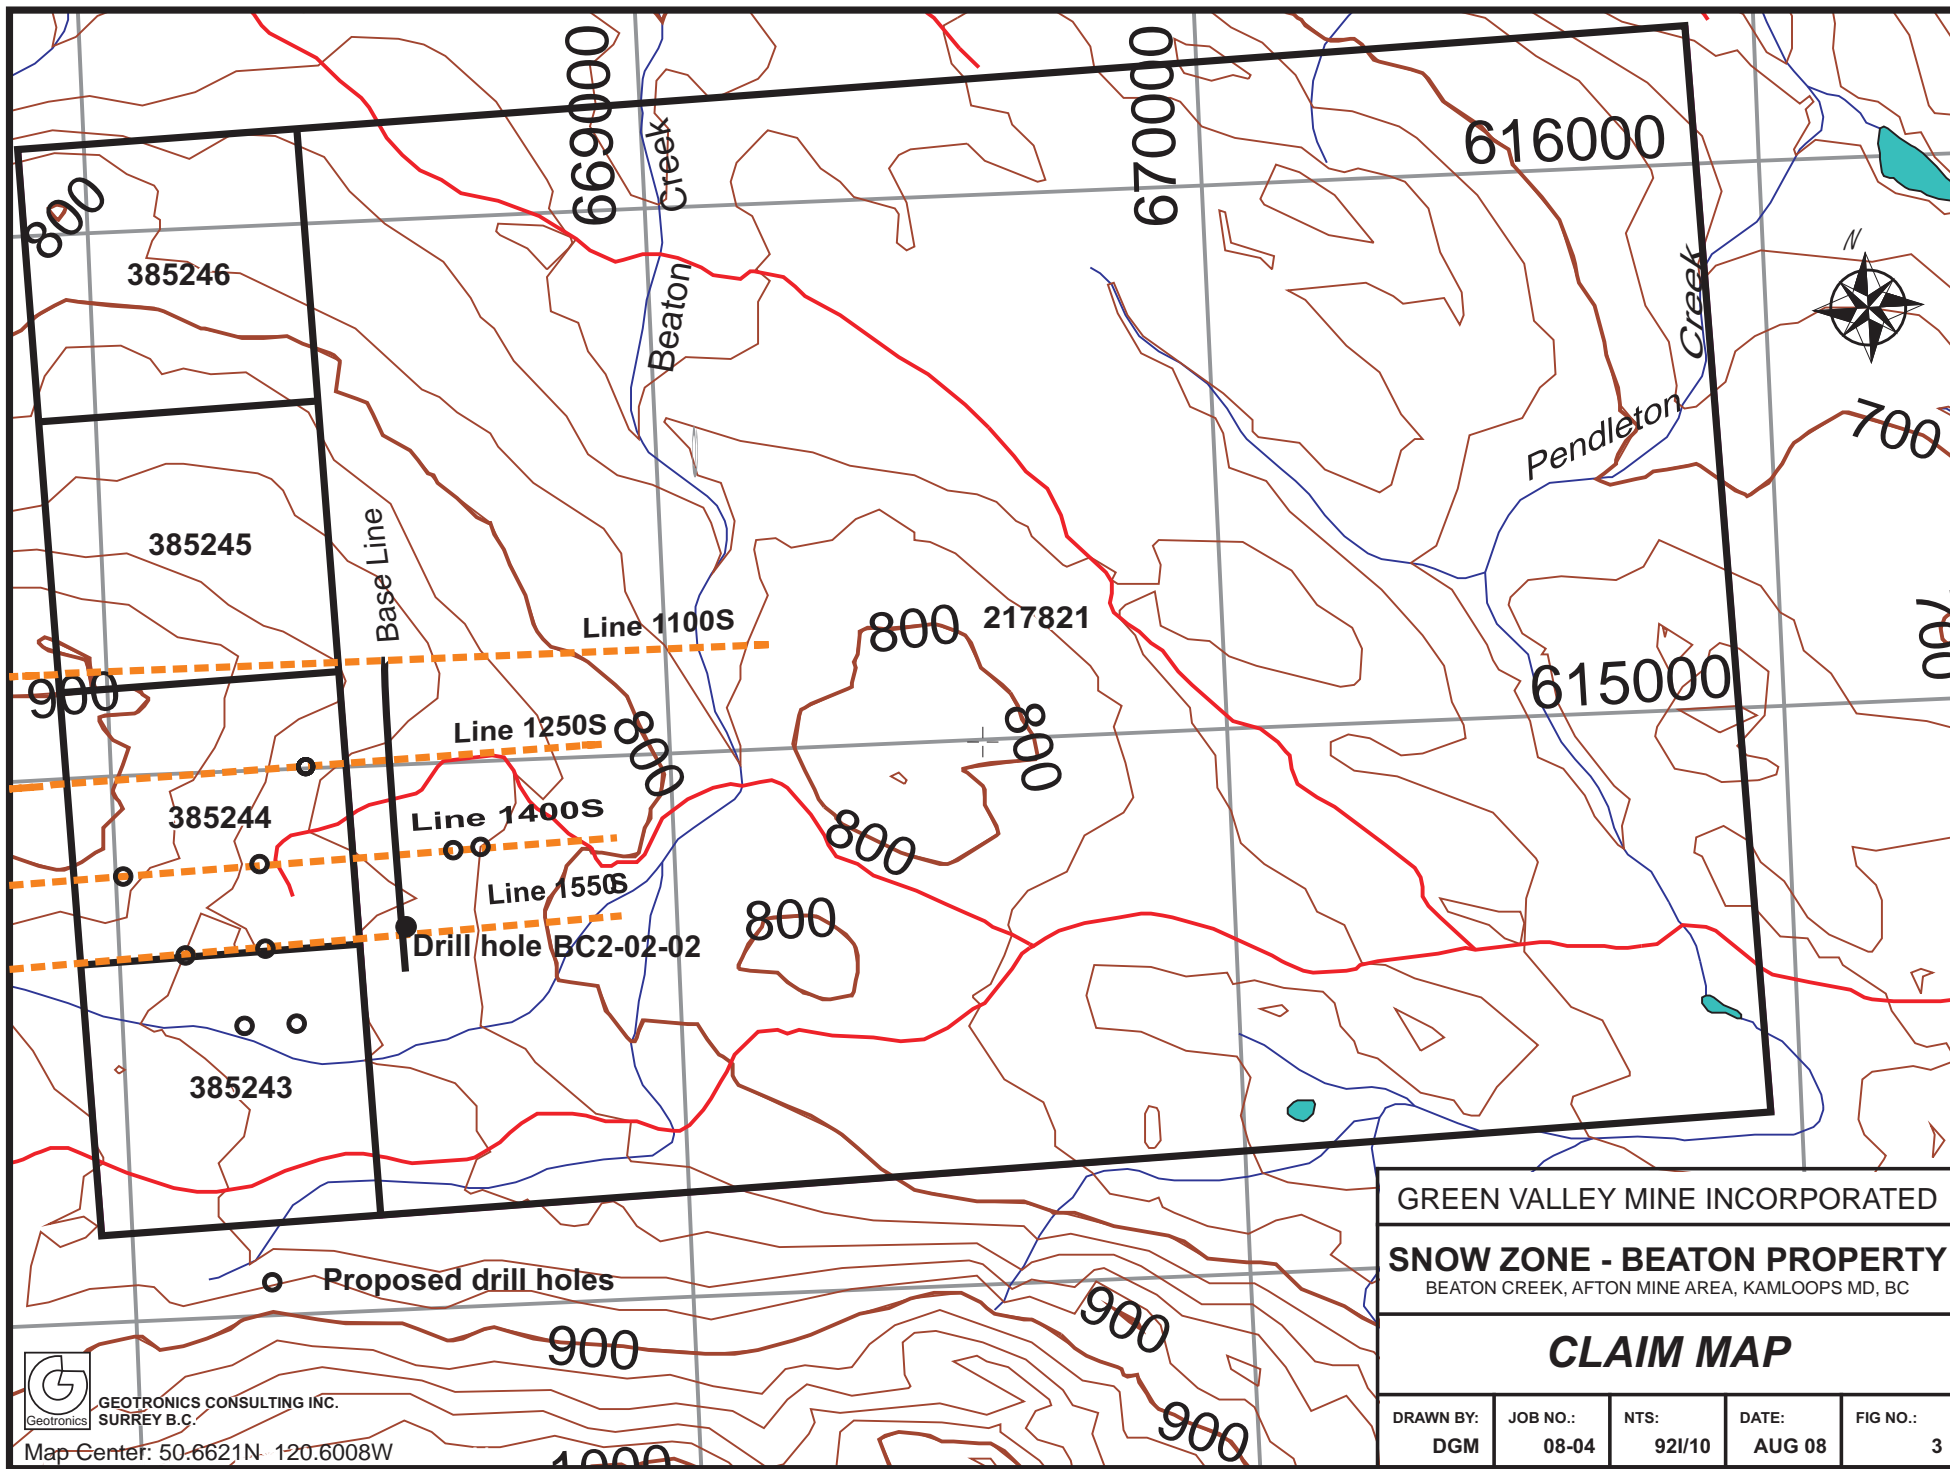 669000
670000
616000
Creek
Beaton
800
385246
N
Creek
Pendleton
700
385245
Base Line
Line 1100S
800
217821
700
615000
900
Line 1250S
800
800
385244
Line 1400S
800
Line 1550S
800
Drill hole BC2-02-02
385243
Proposed drill holes
900
900
900
1000
GREEN VALLEY MINE INCORPORATED
SNOW ZONE - BEATON PROPERTY
BEATON CREEK, AFTON MINE AREA, KAMLOOPS MD, BC
CLAIM MAP
DRAWN BY: JOB NO.: NTS: DATE: FIG NO.:
DGM 08-04 92I/10 AUG 08 3
Geotronics
GEOTRONICS CONSULTING INC.
SURREY B.C.
Map Center: 50.6621N 120.6008W